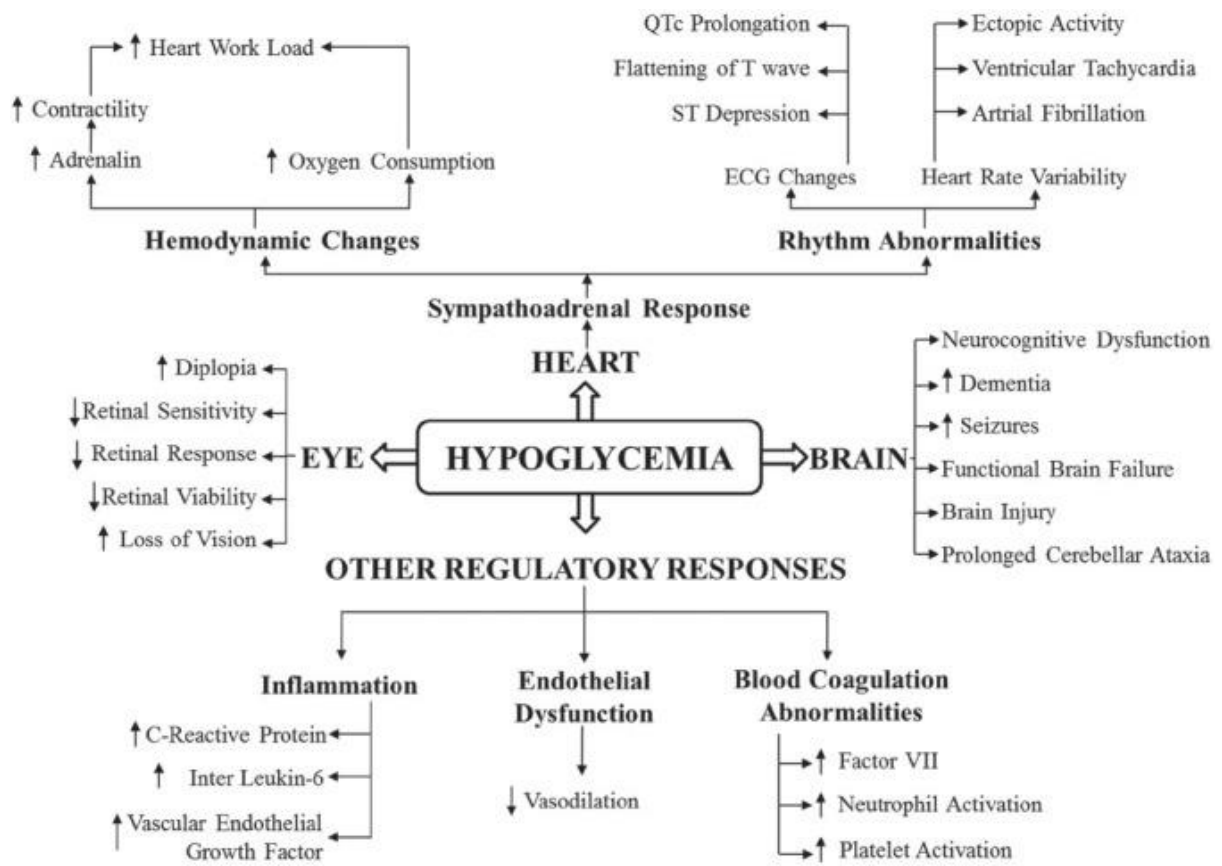 QTc Prolongation
Ectopic Activity
↑ Heart Work Load
Flattening of T wave
Ventricular Tachycardia
↑ Contractility
ST Depression
Artrial Fibrillation
↑ Adrenalin
↑ Oxygen Consumption
ECG Changes
Heart Rate Variability
Hemodynamic Changes
Rhythm Abnormalities
Sympathoadrenal Response
HEART
↑ Diplopia
↓ Retinal Sensitivity
↓ Retinal Response
↓ Retinal Viability
↑ Loss of Vision
EYE
HYPOGLYCEMIA
BRAIN
Neurocognitive Dysfunction
↑ Dementia
↑ Seizures
Functional Brain Failure
Brain Injury
Prolonged Cerebellar Ataxia
OTHER REGULATORY RESPONSES
Inflammation
↑ C-Reactive Protein
↑ Inter Leukin-6
↑ Vascular Endothelial
Growth Factor
Endothelial
Dysfunction
↓ Vasodilation
Blood Coagulation
Abnormalities
↑ Factor VII
↑ Neutrophil Activation
↑ Platelet Activation